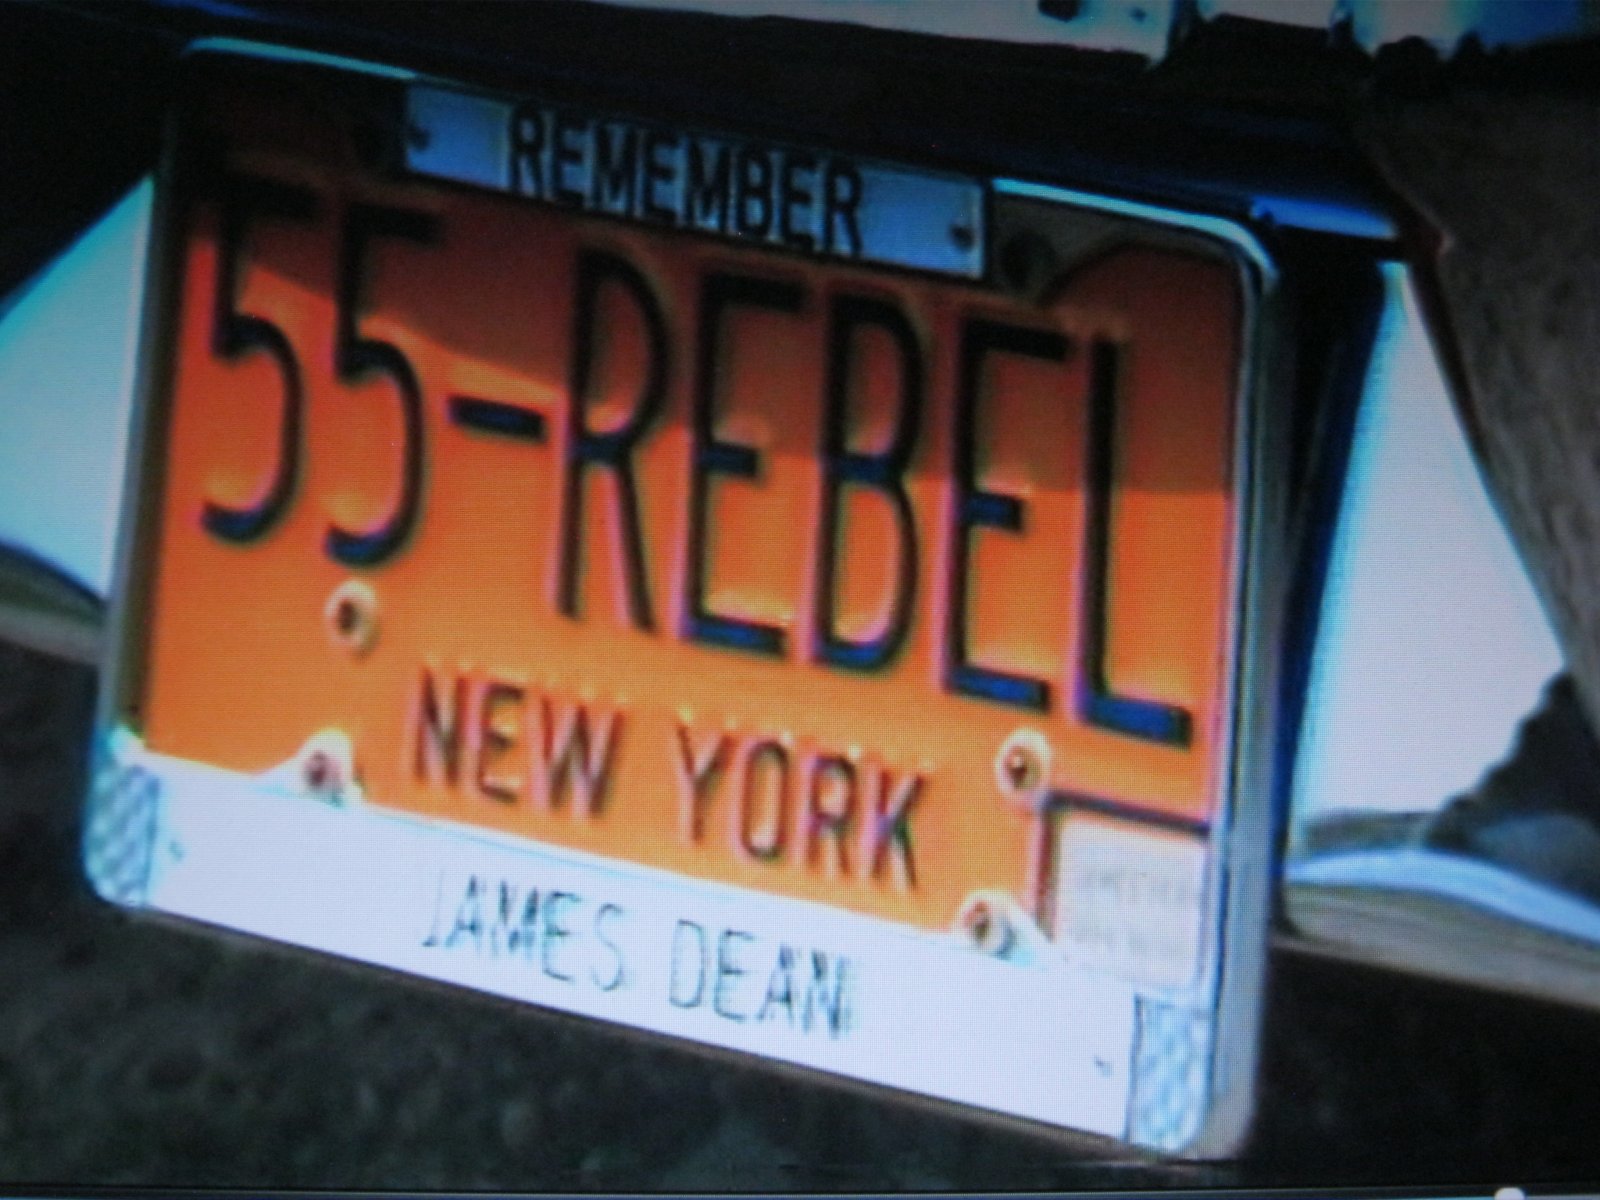 REMEMBER
55-REBEL
NEW YORK
JAMES DEAN